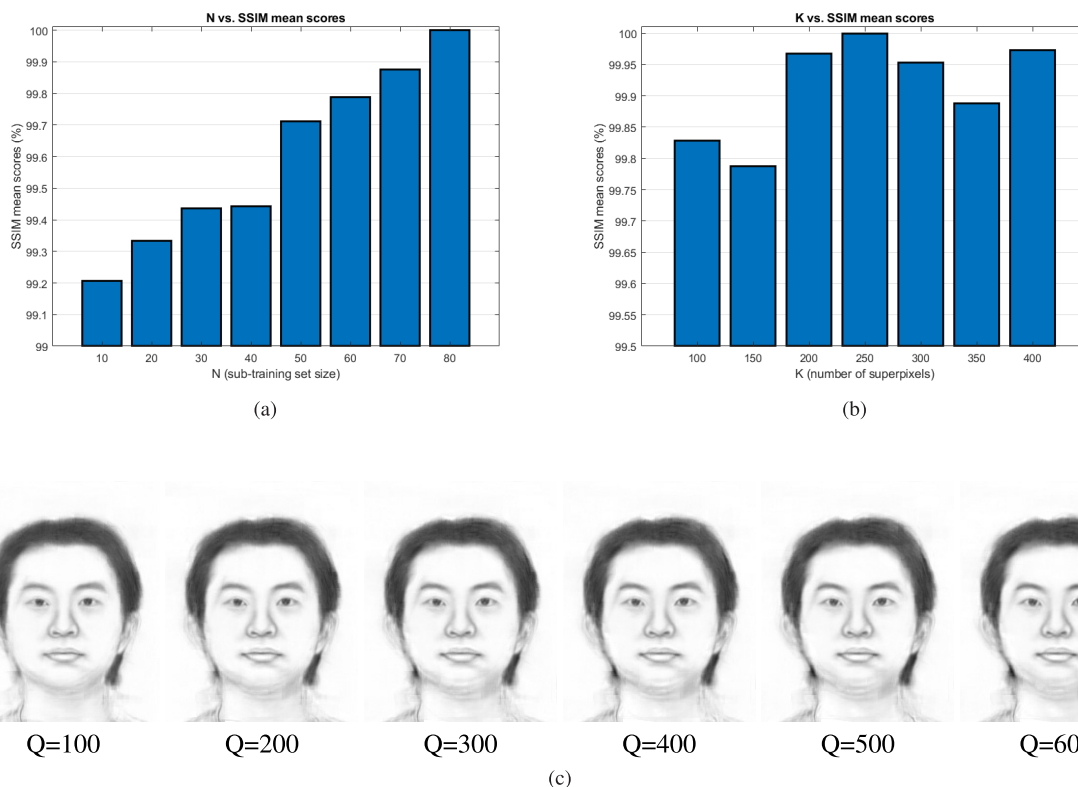 N vs. SSIM mean scores
SSIM mean scores (%)
100
99.9
99.8
99.7
99.6
99.5
99.4
99.3
99.2
99.1
99
10 20 30 40 50 60 70 80
N (sub-training set size)
(a)
K vs. SSIM mean scores
SSIM mean scores (%)
100
99.95
99.9
99.85
99.8
99.75
99.7
99.65
99.6
99.55
99.5
100 150 200 250 300 350 400
K (number of superpixels)
(b)
Q=100 Q=200 Q=300 Q=400 Q=500 Q=60
(c)